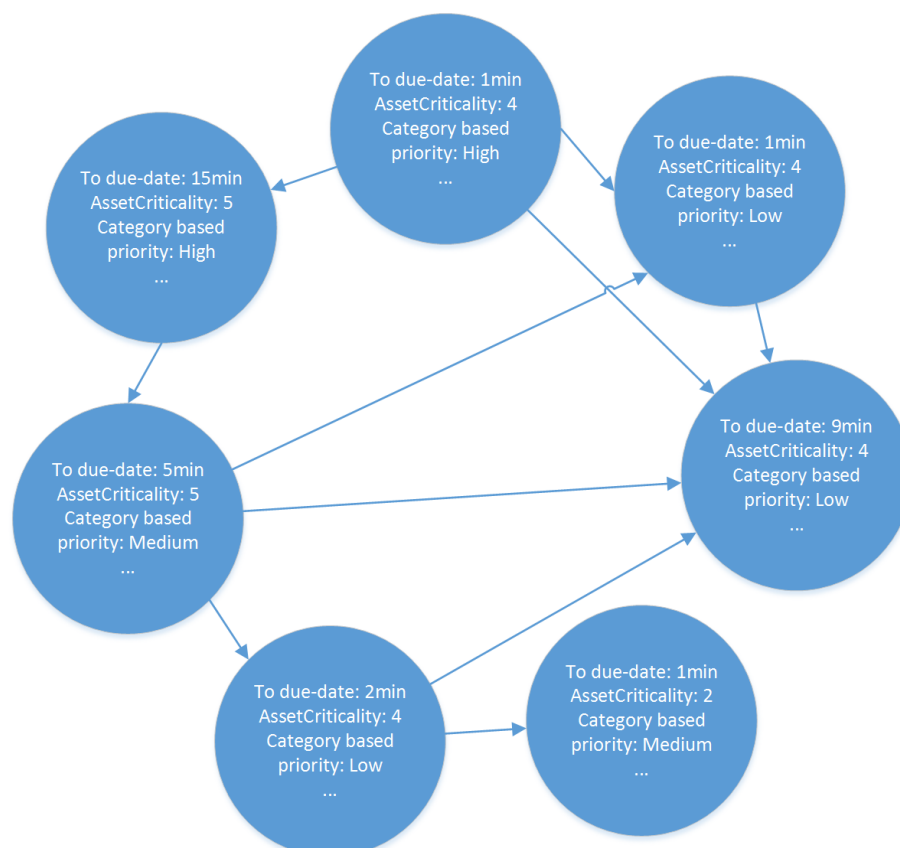 To due-date: 1min
AssetCriticality: 4
Category based
priority: High
...
To due-date: 1min
AssetCriticality: 4
Category based
priority: Low
...
To due-date: 15min
AssetCriticality: 5
Category based
priority: High
...
To due-date: 9min
AssetCriticality: 4
Category based
priority: Low
...
To due-date: 5min
AssetCriticality: 5
Category based
priority: Medium
...
To due-date: 2min
AssetCriticality: 4
Category based
priority: Low
...
To due-date: 1min
AssetCriticality: 2
Category based
priority: Medium
...